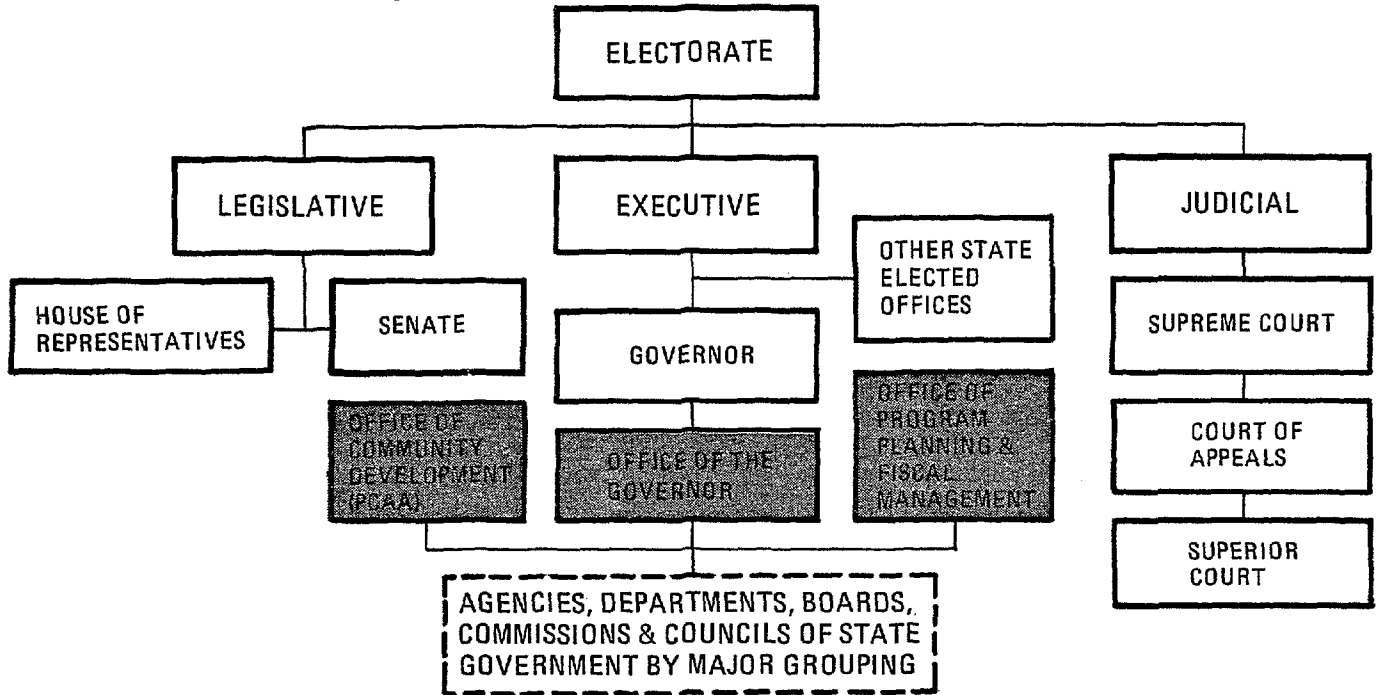 ELECTORATE
LEGISLATIVE
EXECUTIVE
JUDICIAL
HOUSE OF
REPRESENTATIVES
SENATE
OTHER STATE
ELECTED
OFFICES
GOVERNOR
SUPREME COURT
OFFICE OF
COMMUNITY
DEVELOPMENT
(PCAA)
OFFICE OF THE
GOVERNOR
OFFICE OF
PROGRAM
PLANNING &
FISCAL
MANAGEMENT
COURT OF
APPEALS
SUPERIOR
COURT
AGENCIES, DEPARTMENTS, BOARDS,
COMMISSIONS & COUNCILS OF STATE
GOVERNMENT BY MAJOR GROUPING